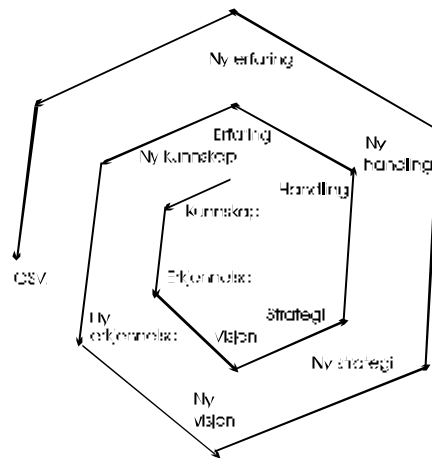 Ny erfaring
Erfaring
Ny
handling
Ny kunnskap
Handling
kunnskap
Erkjennelse
OSV.
Strategi
Ny
erkjennelse
Visjon
Ny strategi
Ny
visjon